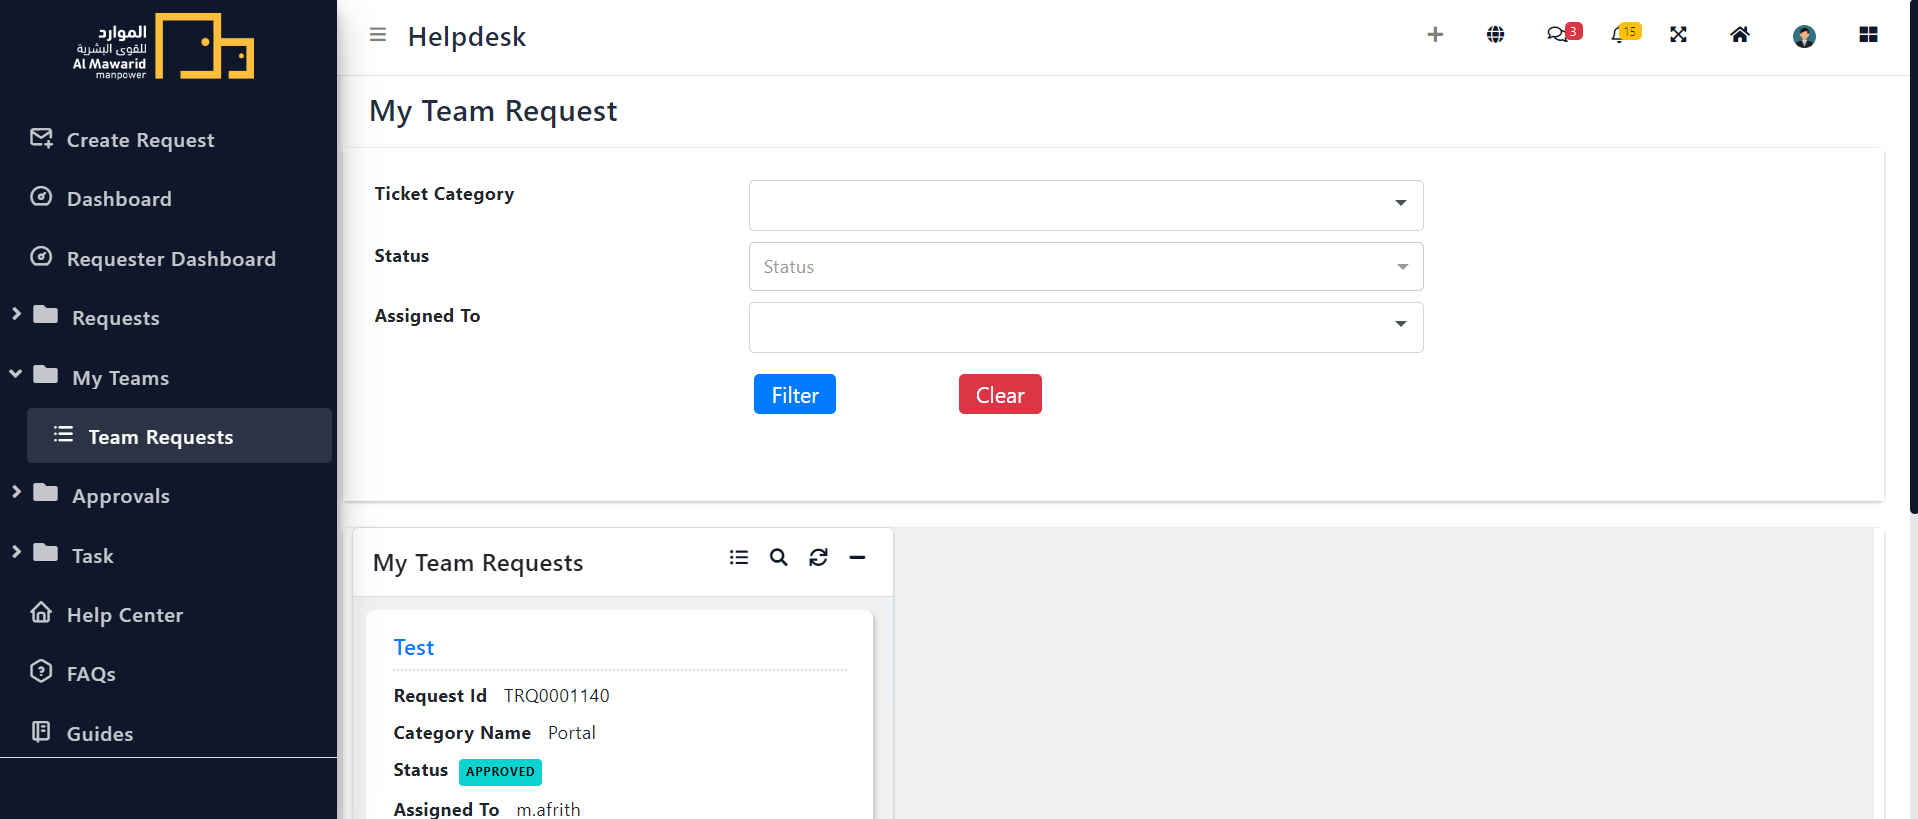 الموارد
للقوى البشرية
Al Mawarid
manpower
Create Request
Dashboard
Requester Dashboard
Requests
My Teams
Team Requests
Approvals
Task
Help Center
FAQs
Guides
Helpdesk
3
15
My Team Request
Ticket Category
Status
Status
Assigned To
Filter
Clear
My Team Requests
Test
Request Id TRQ0001140
Category Name Portal
Status APPROVED
Assigned To m.afrith